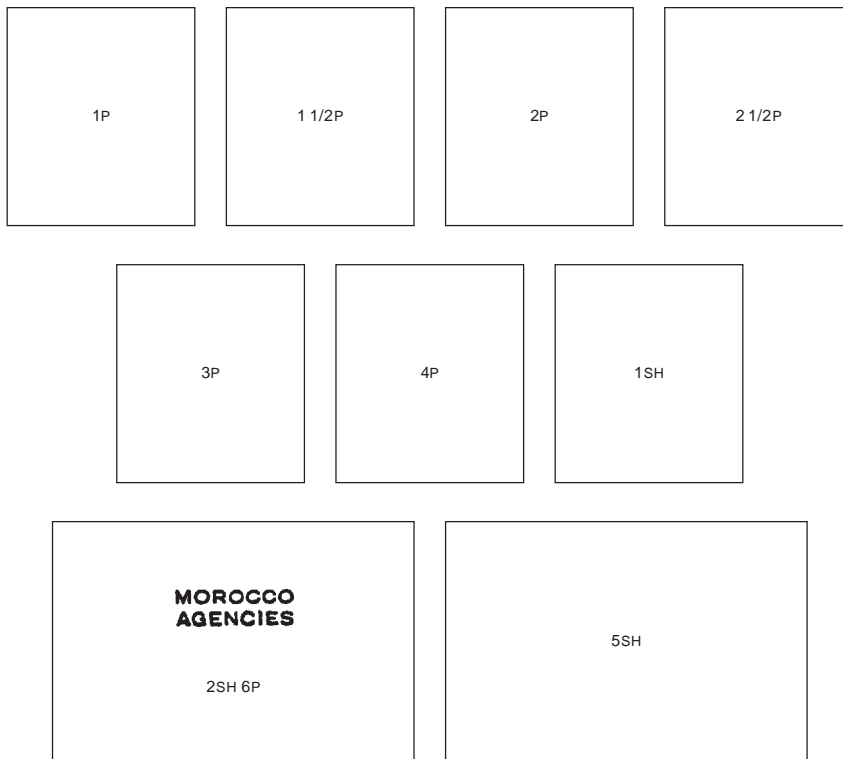 1P
1 1/2P
2P
2 1/2P
3P
4P
1SH
MOROCCO
AGENCIES
2SH 6P
5SH